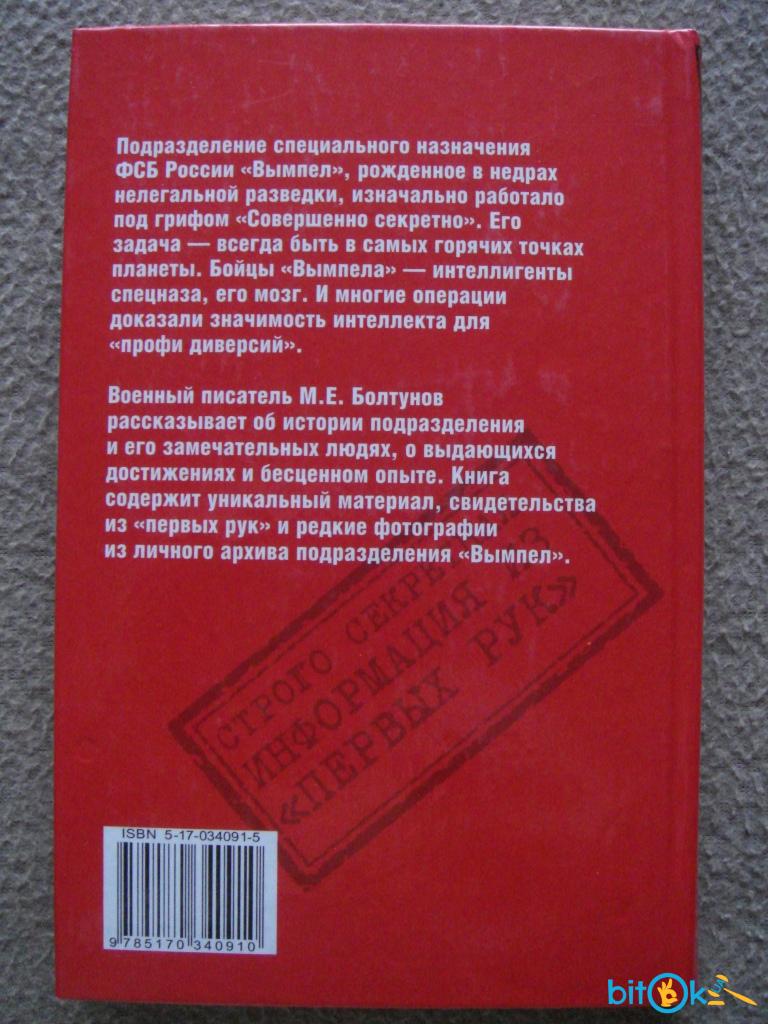 Подразделение специального назначения
ФСБ России «Вымпел», рожденное в недрах
нелегальной разведки, изначально работало
под грифом «Совершенно секретно». Его
задача — всегда быть в самых горячих точках
планеты. Бойцы «Вымпела» — интеллигенты
спецназа, его мозг. И многие операции
доказали значимость интеллекта для
«профи диверсий».
Военный писатель М.Е. Болтунов
рассказывает об истории подразделения
и его замечательных людях, о выдающихся
достижениях и бесценном опыте. Книга
содержит уникальный материал, свидетельства
из «первых рук» и редкие фотографии
из личного архива подразделения «Вымпел».
СТРОГО
ИНФОРМАЦИЯ ИЗ
«ПЕРВЫХ РУК»
ISBN 5-17-034091-5
9 785170 340910
bitOk